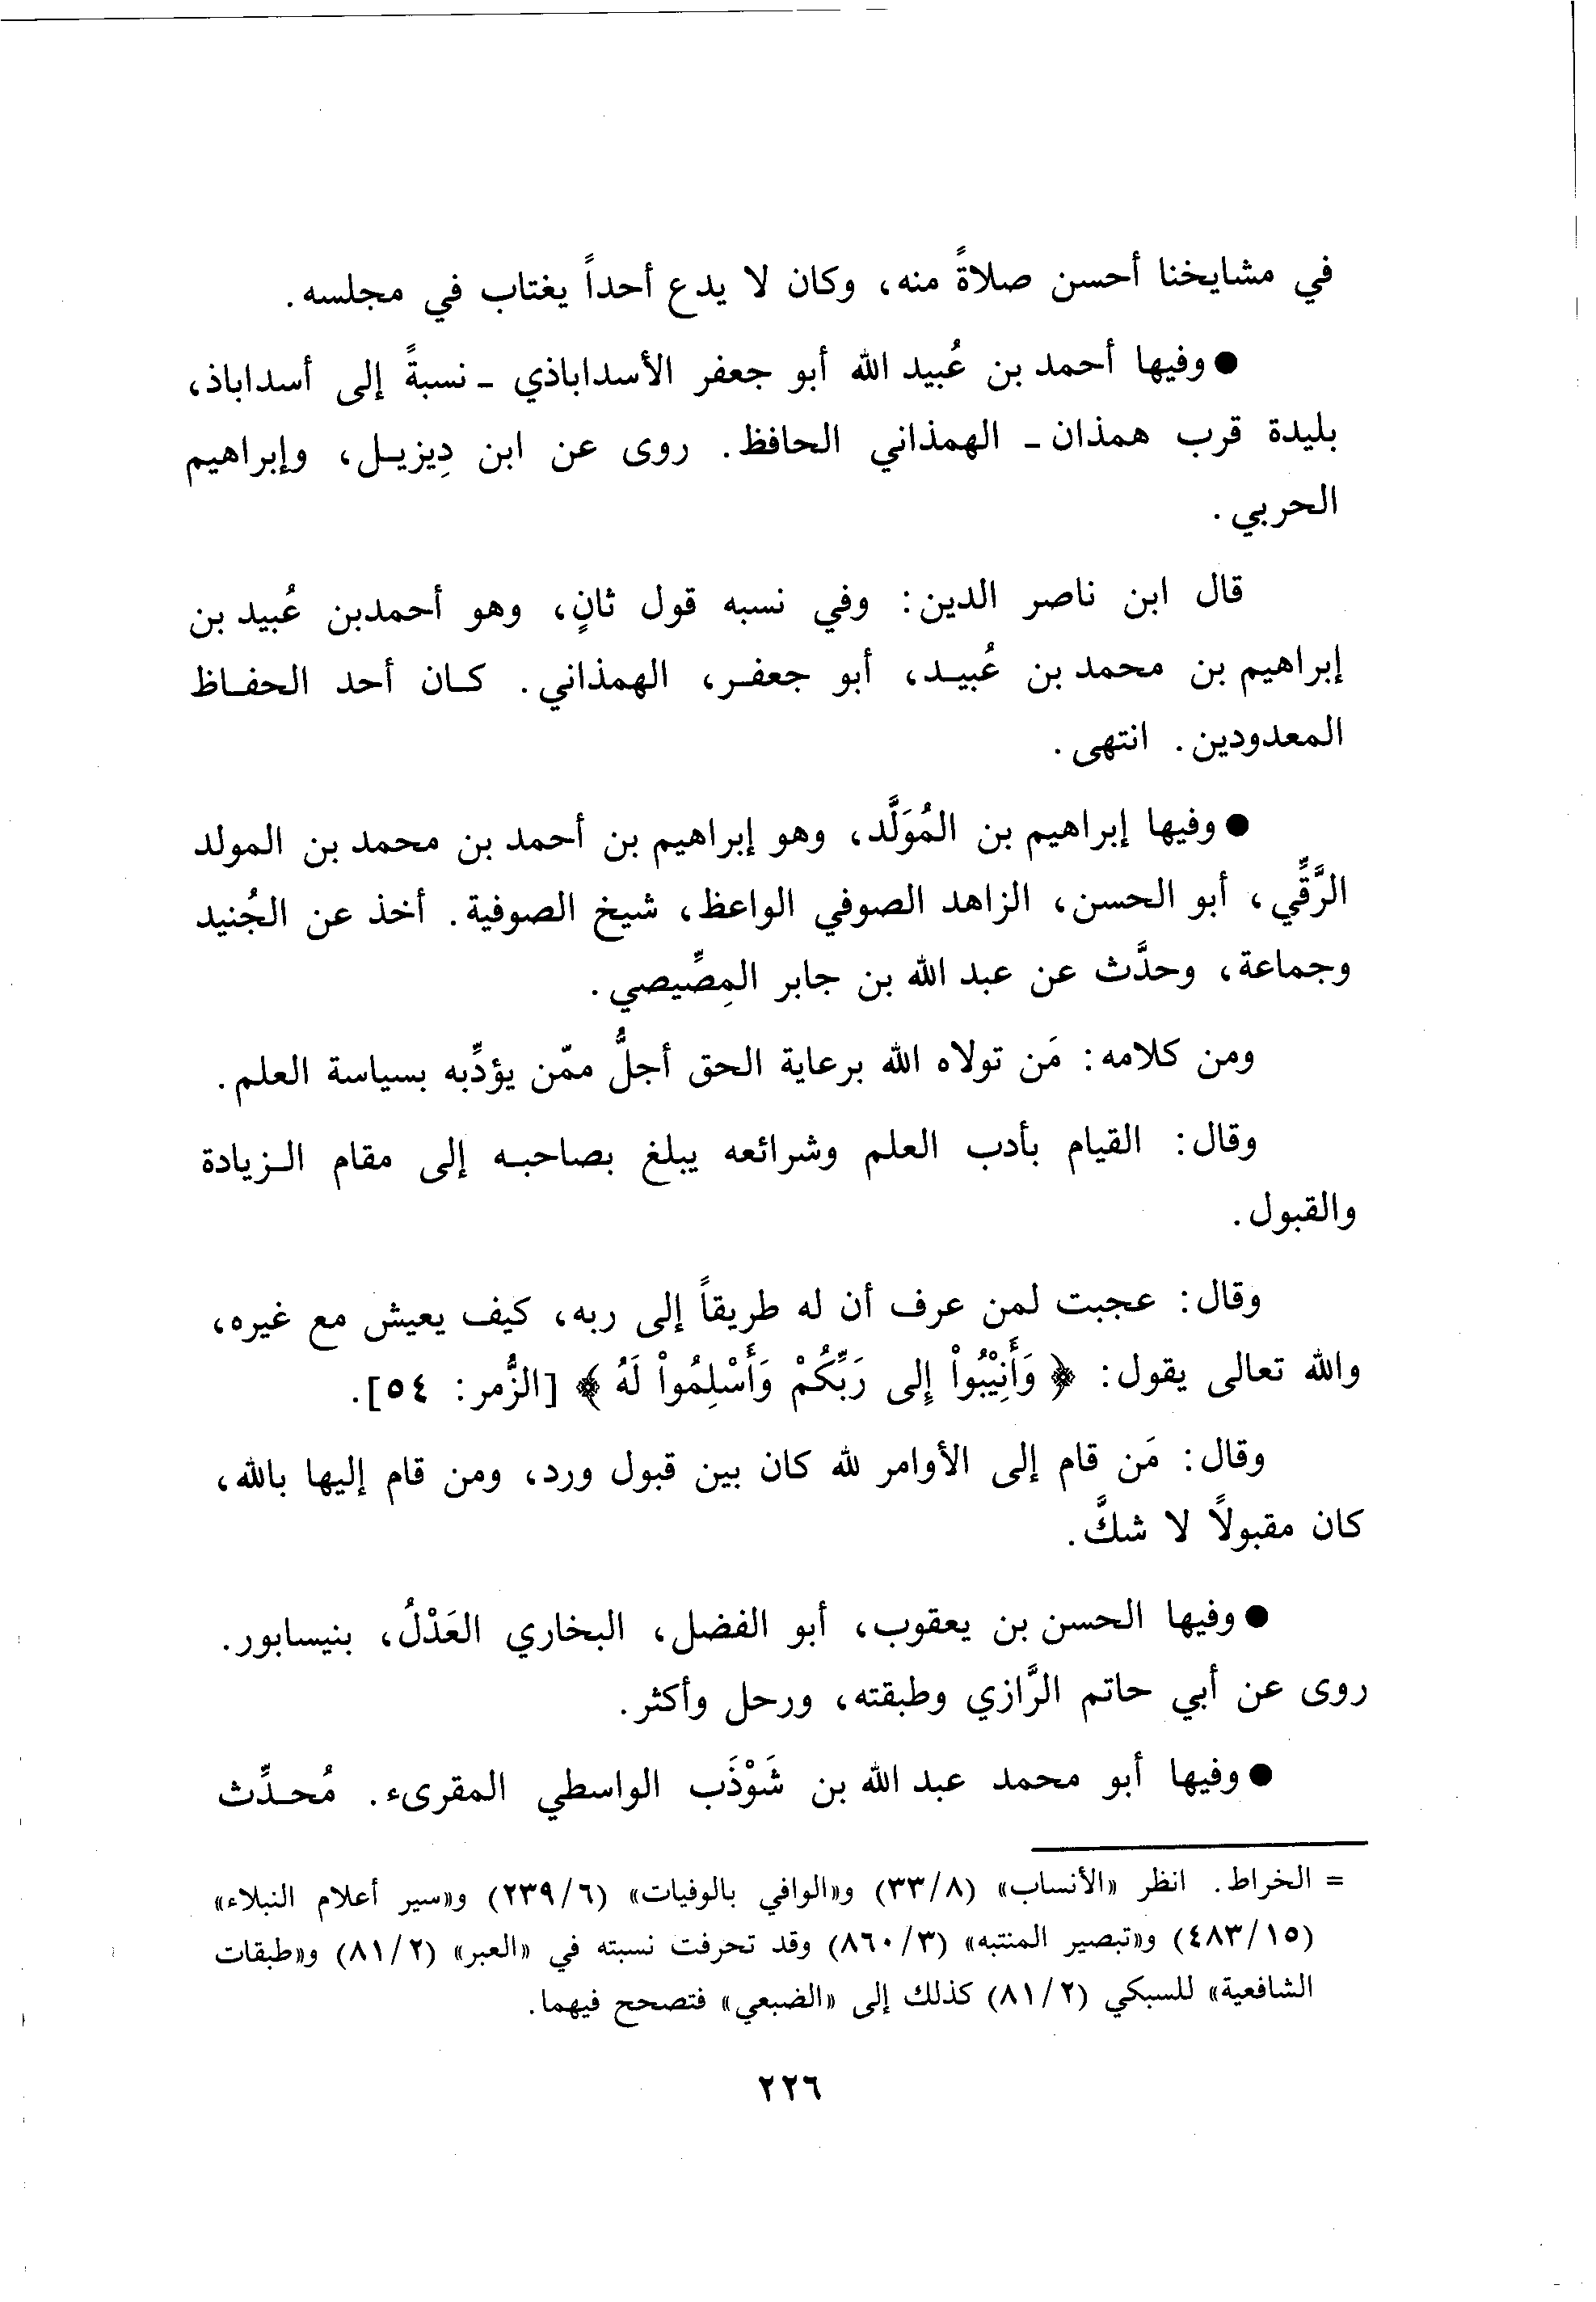 في مشايخنا أحسن صلاةً منه، وكان لا يدع أحداً يغتاب في مجلسه.
● وفيها أحمد بن عُبيد الله أبو جعفر الأسداباذي ـ نسبةً إلى أسداباذ،
بليدة قرب همذان ـ الهمذاني الحافظ. روى عن ابن دِيزيـل، وإبراهيم
الحربي.
قال ابن ناصر الدين: وفي نسبه قول ثانٍ، وهو أحمدبن عُبيد بن
إبراهيم بن محمد بن عُبيـد، أبو جعفـر، الهمذاني. كـان أحد الحفـاظ
المعدودين. انتهى.
● وفيها إبراهيم بن المُوَلَّد، وهو إبراهيم بن أحمد بن محمد بن المولد
الرَّقِّي، أبو الحسن، الزاهد الصوفي الواعظ، شيخ الصوفية. أخذ عن الجُنيد
وجماعة، وحدَّث عن عبد الله بن جابر المِصِّيصي.
ومن كلامه: مَن تولاه الله برعاية الحق أجلُّ ممّن يؤدِّبه بسياسة العلم.
وقال: القيام بأدب العلم وشرائعه يبلغ بصاحبـه إلى مقام الـزيادة
والقبول.
وقال: عجبت لمن عرف أن له طريقاً إلى ربه، كيف يعيش مع غيره،
والله تعالى يقول: ﴿ وَأَنِيْبُواْ إِلى رَبِّكُمْ وَأَسْلِمُواْ لَهُ ﴾ [الزُّمر: ٥٤].
وقال: مَن قام إلى الأوامر لله كان بين قبول ورد، ومن قام إليها بالله،
كان مقبولاً لا شكَّ.
● وفيها الحسن بن يعقوب، أبو الفضل، البخاري العَدْلُ، بنيسابور.
روى عن أبي حاتم الرَّازي وطبقته، ورحل وأكثر.
● وفيها أبو محمد عبد الله بن شَوْذَب الواسطي المقرىء. مُحـدِّث
= الخراط. انظر «الأنساب» (٣٣/٨) و«الوافي بالوفيات» (٢٣٩/٦) و«سير أعلام النبلاء»
(٤٨٣/١٥) و«تبصير المنتبه» (٨٦٠/٣) وقد تحرفت نسبته في «العبر» (٨١/٢) و«طبقات
الشافعية» للسبكي (٨١/٢) كذلك إلى «الضبعي» فتصحح فيهما.
٢٢٦